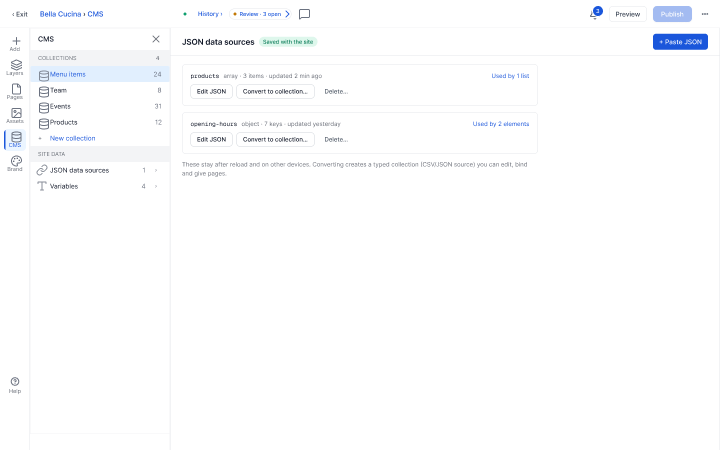 ‹ Exit
Bella Cucina › CMS
History ›
Review · 3 open
3
Preview
Publish
Add
Layers
Pages
Assets
CMS
Brand
Help
CMS
COLLECTIONS 4
Menu items 24
Team 8
Events 31
Products 12
+ New collection
SITE DATA
JSON data sources 1
Variables 4
JSON data sources
Saved with the site
+ Paste JSON
products array · 3 items · updated 2 min ago
Used by 1 list
Edit JSON
Convert to collection...
Delete...
opening-hours object · 7 keys · updated yesterday
Used by 2 elements
Edit JSON
Convert to collection...
Delete...
These stay after reload and on other devices. Converting creates a typed collection (CSV/JSON source) you can edit, bind
and give pages.